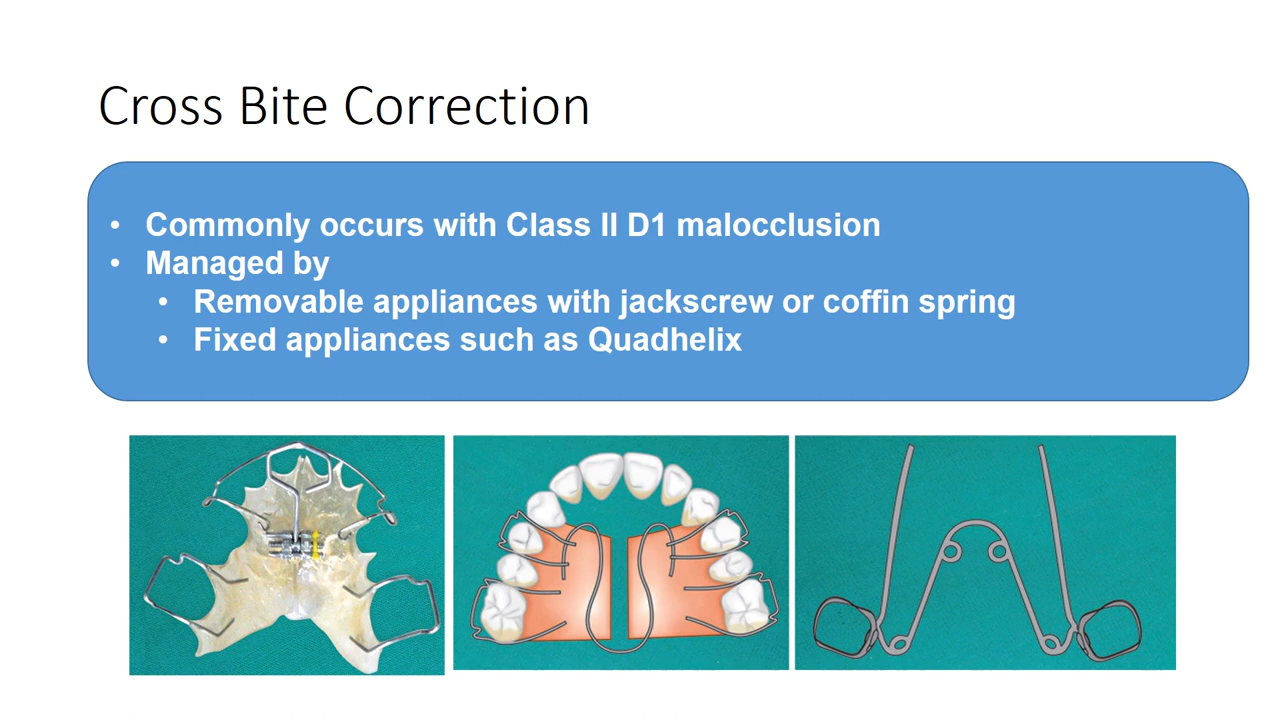 Cross Bite Correction
• Commonly occurs with Class II D1 malocclusion
• Managed by
• Removable appliances with jackscrew or coffin spring
• Fixed appliances such as Quadhelix